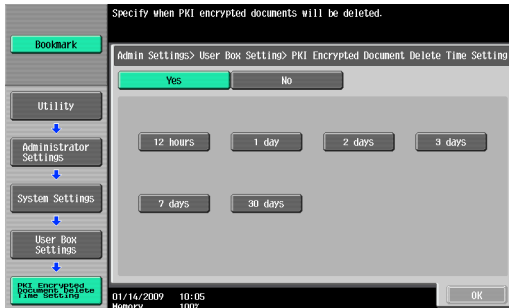 Specify when PKI encrypted documents will be deleted.
Bookmark
Admin Settings> User Box Setting> PKI Encrypted Document Delete Time Setting
Yes
No
Utility
Administrator
Settings
System Settings
User Box
Settings
PKI Encrypted
Document Delete
Time Setting
12 hours
1 day
2 days
3 days
7 days
30 days
01/14/2009 10:05
Memory 100%
OK